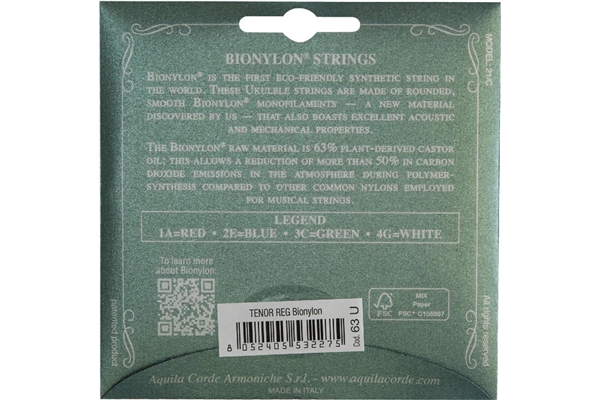 BIONYLON® STRINGS
BIONYLON® IS THE FIRST ECO-FRIENDLY SYNTHETIC STRING IN
THE WORLD. THESE UKULELE STRINGS ARE MADE OF ROUNDED,
SMOOTH BIONYLON® MONOFILAMENTS — A NEW MATERIAL
DISCOVERED BY US — THAT ALSO BOASTS EXCELLENT ACOUSTIC
AND MECHANICAL PROPERTIES.
THE BIONYLON® RAW MATERIAL IS 63% PLANT-DERIVED CASTOR
OIL; THIS ALLOWS A REDUCTION OF MORE THAN 50% IN CARBON
DIOXIDE EMISSIONS IN THE ATMOSPHERE DURING POLYMER-
SYNTHESIS COMPARED TO OTHER COMMON NYLONS EMPLOYED
FOR MUSICAL STRINGS.
LEGEND
1A=RED • 2E=BLUE • 3C=GREEN • 4G=WHITE
To learn more
about Bionylon:
TENOR REG Bionylon
8 052405 532275
Cod. 63 U
FSC
MIX
Paper
FSC®
patented product
All rights reserved
Aquila Corde Armoniche S.r.l. - www.aquilacorde.com
MADE IN ITALY